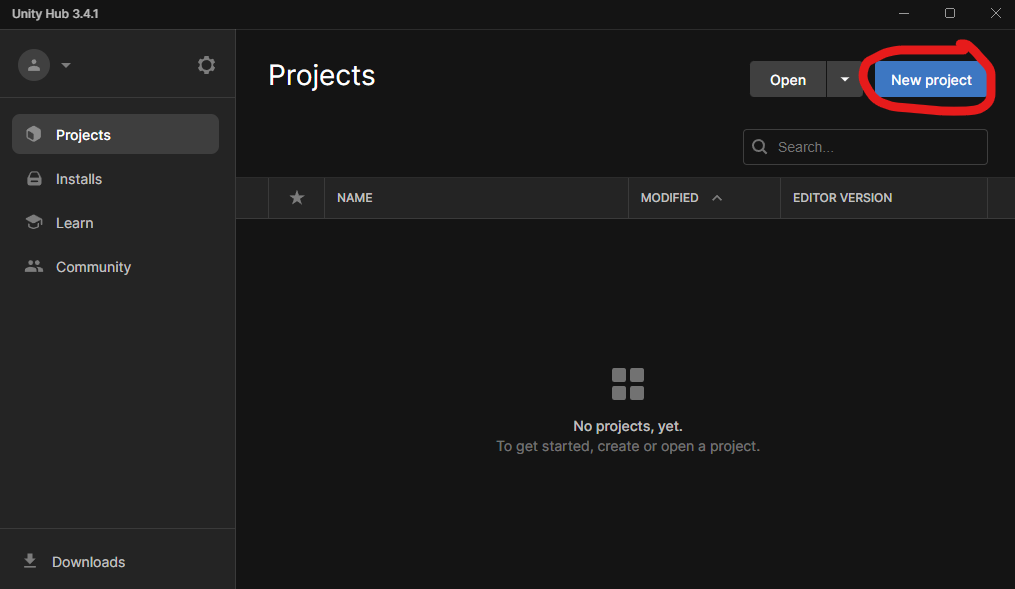 Unity Hub 3.4.1
Projects
Open
New project
Projects
Installs
Search...
Learn
NAME
MODIFIED
EDITOR VERSION
Community
No projects, yet.
To get started, create or open a project.
Downloads